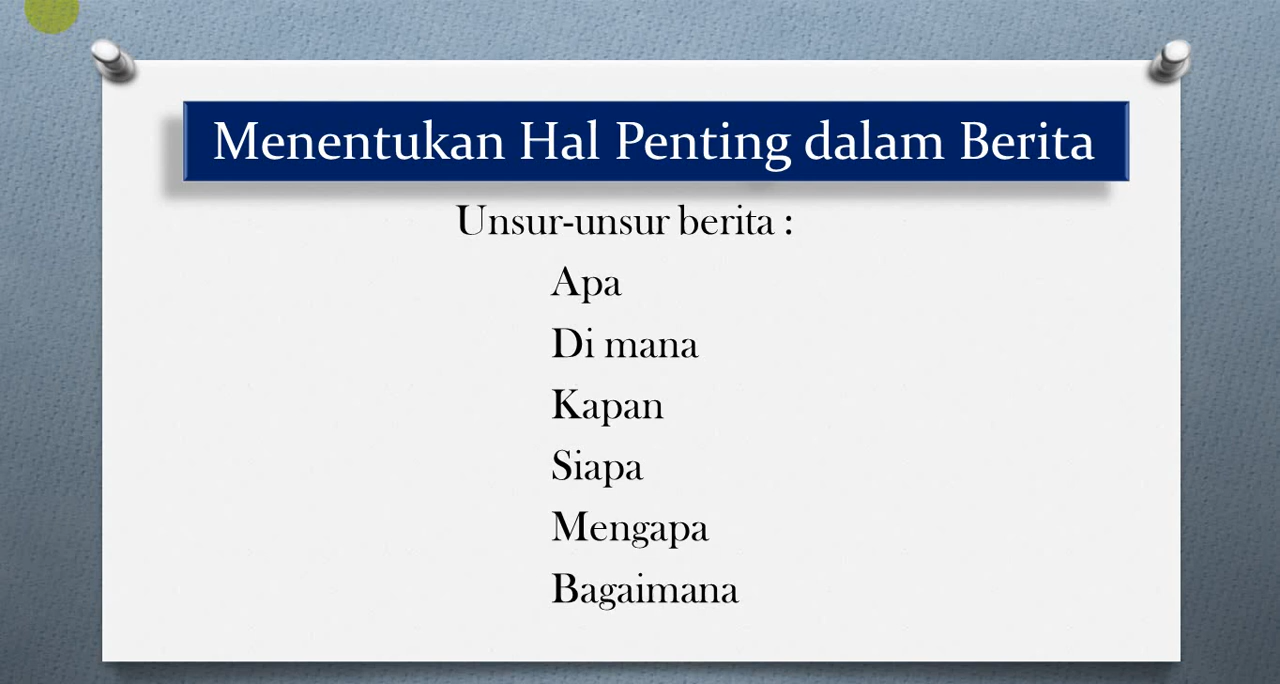 Menentukan Hal Penting dalam Berita
Unsur-unsur berita :
Apa
Di mana
Kapan
Siapa
Mengapa
Bagaimana